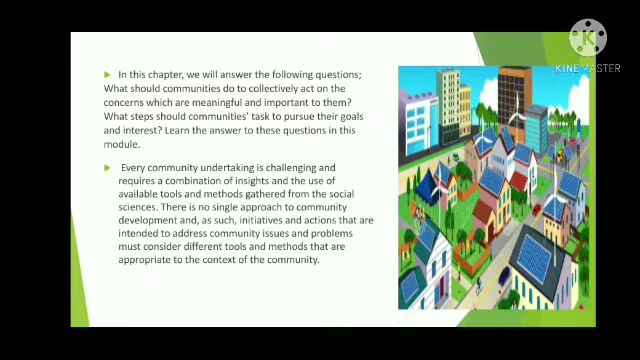 In this chapter, we will answer the following questions;
What should communities do to collectively act on the
concerns which are meaningful and important to them?
What steps should communities' task to pursue their goals
and interest? Learn the answer to these questions in this
module.
Every community undertaking is challenging and
requires a combination of insights and the use of
available tools and methods gathered from the social
sciences. There is no single approach to community
development and, as such, initiatives and actions that are
intended to address community issues and problems
must consider different tools and methods that are
appropriate to the context of the community.
K
KINEMASTER